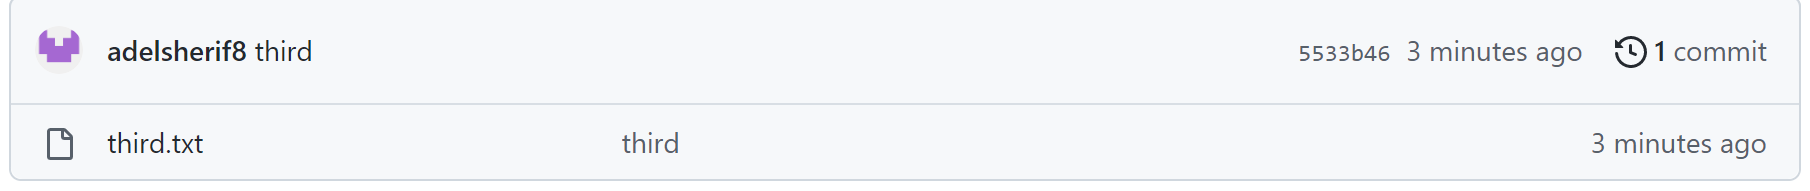 adelsherif8 third 5533b46 3 minutes ago 1 commit
third.txt third 3 minutes ago